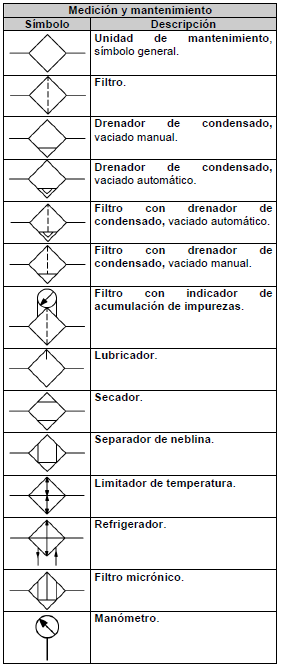 Medición y mantenimiento
Símbolo Descripción
Unidad de mantenimiento,
símbolo general.
Filtro.
Drenador de condensado,
vaciado manual.
Drenador de condensado,
vaciado automático.
Filtro con drenador de
condensado, vaciado automático.
Filtro con drenador de
condensado, vaciado manual.
Filtro con indicador de
acumulación de impurezas.
Lubricador.
Secador.
Separador de neblina.
Limitador de temperatura.
Refrigerador.
Filtro micrónico.
Manómetro.